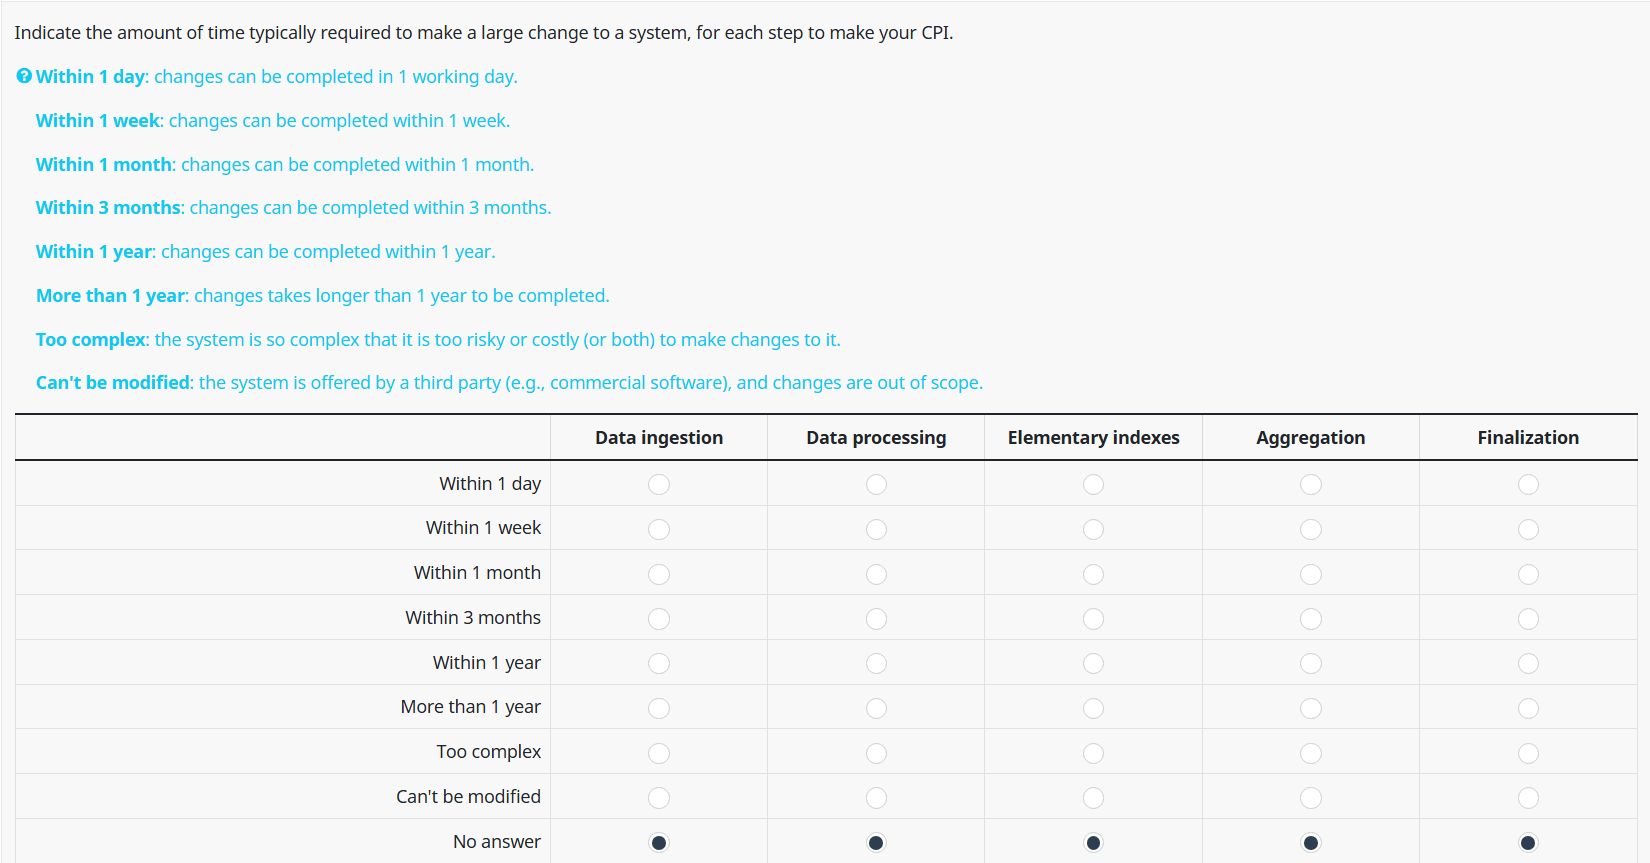 Indicate the amount of time typically required to make a large change to a system, for each step to make your CPI.
Within 1 day: changes can be completed in 1 working day.
Within 1 week: changes can be completed within 1 week.
Within 1 month: changes can be completed within 1 month.
Within 3 months: changes can be completed within 3 months.
Within 1 year: changes can be completed within 1 year.
More than 1 year: changes takes longer than 1 year to be completed.
Too complex: the system is so complex that it is too risky or costly (or both) to make changes to it.
Can't be modified: the system is offered by a third party (e.g., commercial software), and changes are out of scope.
Data ingestion Data processing Elementary indexes Aggregation Finalization
Within 1 day
Within 1 week
Within 1 month
Within 3 months
Within 1 year
More than 1 year
Too complex
Can't be modified
No answer